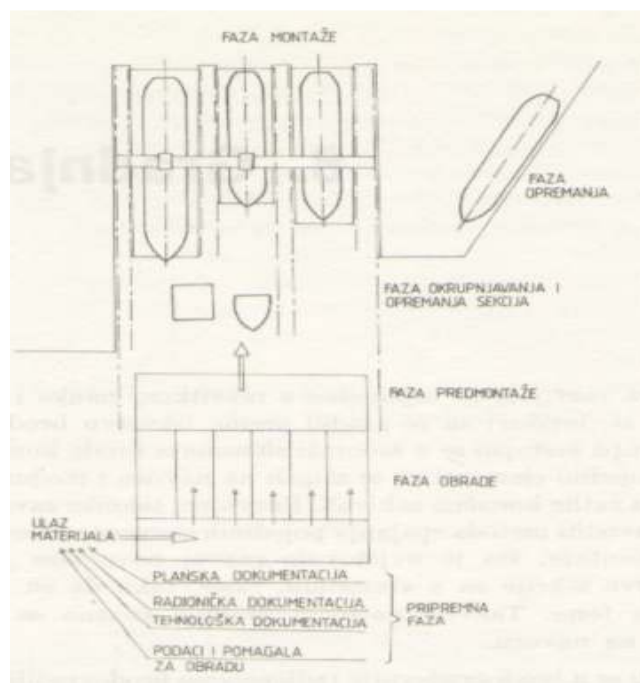 FAZA MONTAŽE
FAZA
OPREMANJA
FAZA OKRUPNJAVANJA I
OPREMANJA SEKCIJA
FAZA PREDMONTAŽE
FAZA OBRADE
ULAZ
MATERIJALA
PLANSKA DOKUMENTACIJA
RADIONIČKA DOKUMENTACIJA
TEHNOLOŠKA DOKUMENTACIJA
PODACI I POMAGALA
ZA OBRADU
PRIPREMNA
FAZA